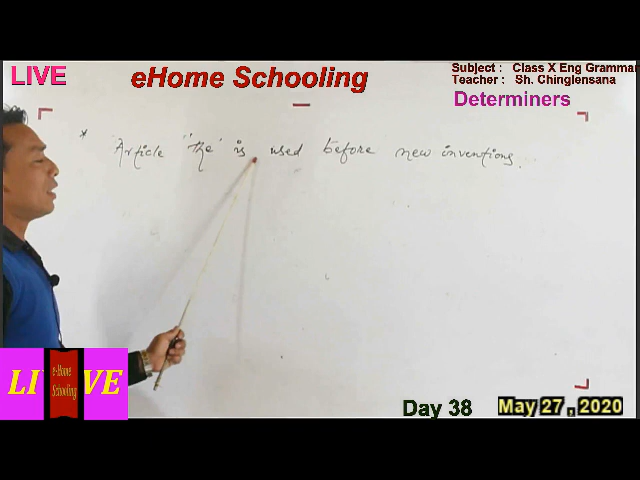 LIVE
eHome Schooling
Subject : Class X Eng Grammar
Teacher : Sh. Chinglensana
Determiners
* Article "the" is used before new inventions.
LIVE
e-Home
Schooling
Day 38
May 27 , 2020